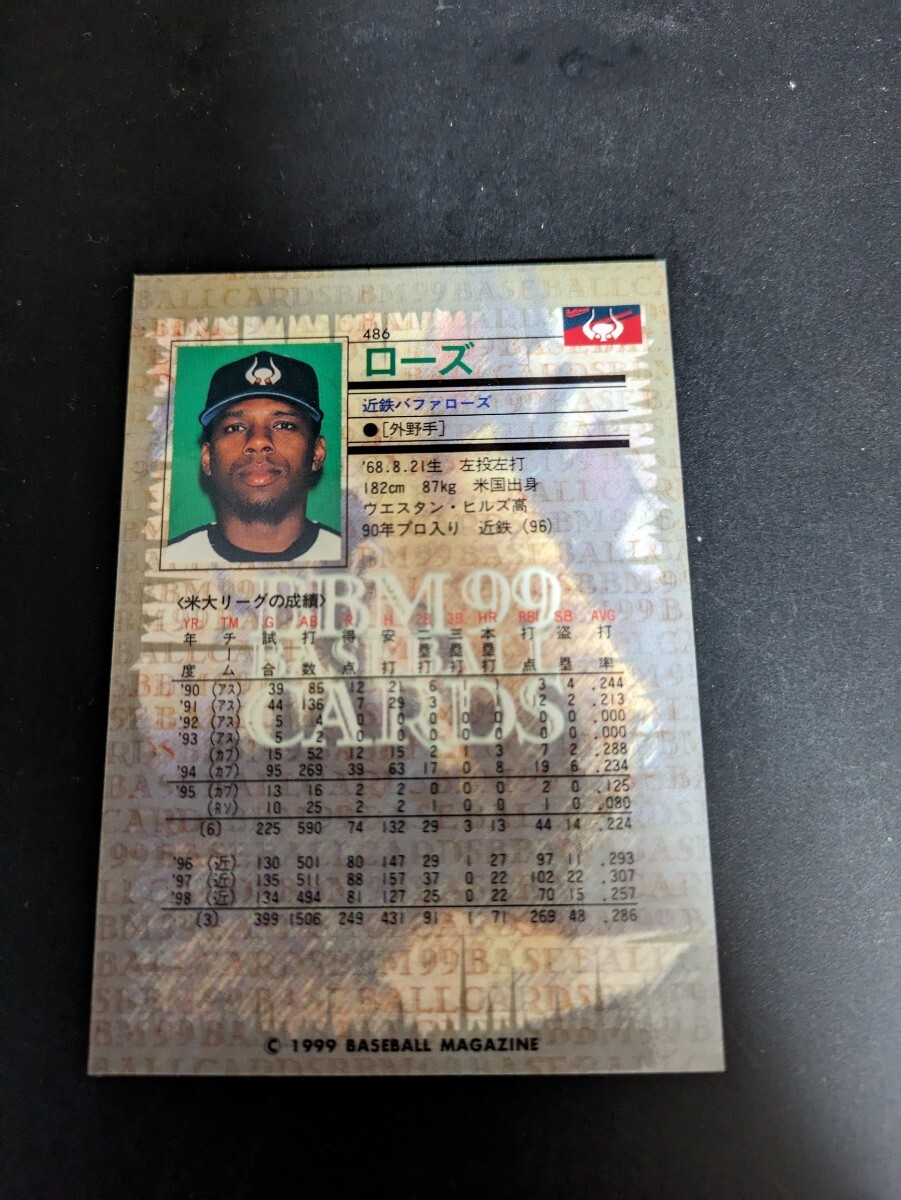 486
ローズ
近鉄バファローズ
●[外野手]
'68.8.21生 左投左打
182cm 87kg 米国出身
ウエスタン・ヒルズ高
90年プロ入り 近鉄(96)
BBM 99
BASEBALL
CARDS
〈米大リーグの成績〉
YR TM G AB R H 2B 3B HR RBI SB AVG
年度 チーム 試合 打数 得点 安打 二塁打 三塁打 本塁打 打点 盗塁 打率
'90 (アス) 39 86 12 21 6 1 1 3 4 .244
'91 (アス) 44 136 7 29 3 1 1 12 2 .213
'92 (アス) 5 4 0 0 0 0 0 0 0 .000
'93 (アス) 5 2 0 0 0 0 0 0 0 .000
(カブ) 15 52 12 15 2 1 3 7 2 .288
'94 (カブ) 95 269 39 63 17 0 8 19 6 .234
'95 (カブ) 13 16 2 2 0 0 0 2 0 .125
(Rソ) 10 25 2 2 1 0 0 1 0 .080
(6) 225 590 74 132 29 3 13 44 14 .224
'96 (近) 130 501 80 147 29 1 27 97 11 .293
'97 (近) 135 511 88 157 37 0 22 102 22 .307
'98 (近) 134 494 81 127 25 0 22 70 15 .257
(3) 399 1506 249 431 91 1 71 269 48 .286
© 1999 BASEBALL MAGAZINE